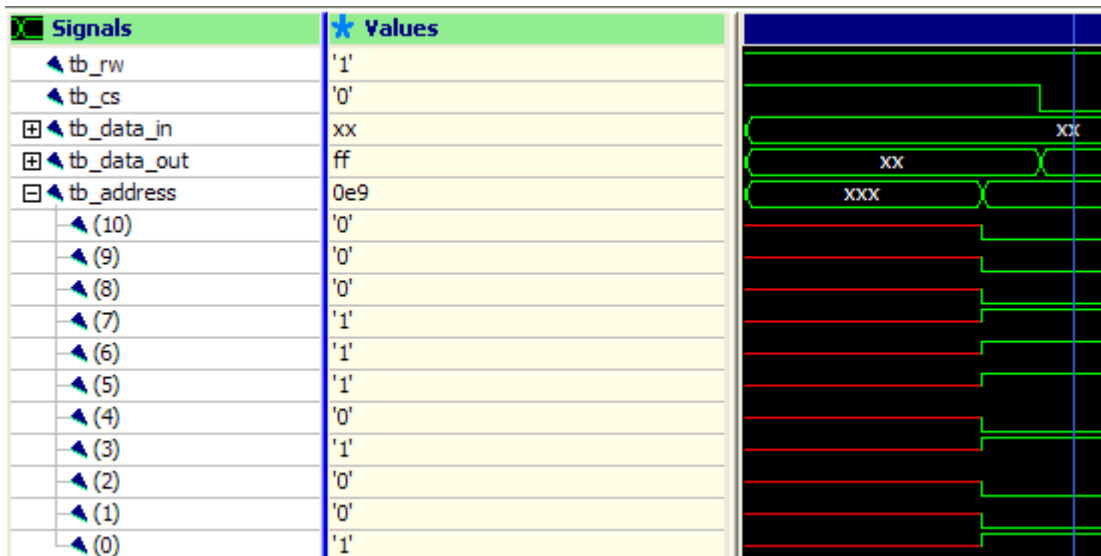 Signals Values
tb_rw '1'
tb_cs '0'
tb_data_in xx xx
tb_data_out ff xx
tb_address 0e9 xxx
(10) '0'
(9) '0'
(8) '0'
(7) '1'
(6) '1'
(5) '1'
(4) '0'
(3) '1'
(2) '0'
(1) '0'
(0) '1'